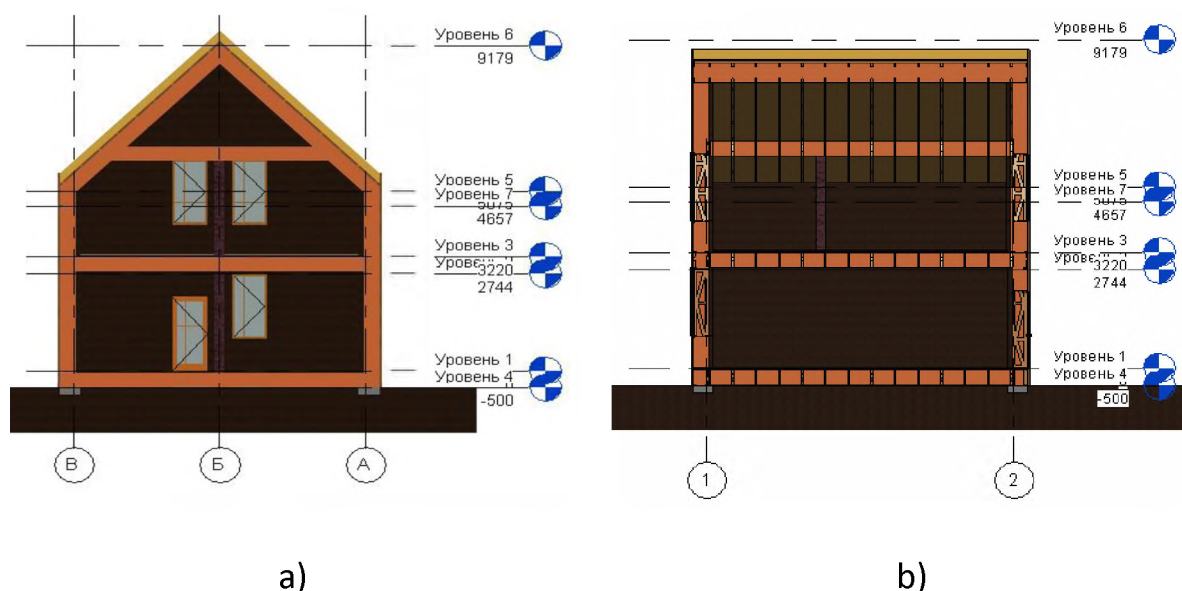 Уровень 6
9179
Уровень 5
Уровень 7
4657
Уровень 3
3220
2744
Уровень 1
Уровень 4
-500
В
Б
А
a)
Уровень 6
9179
Уровень 5
Уровень 7
4657
Уровень 3
3220
2744
Уровень 1
Уровень 4
-500
1
2
b)